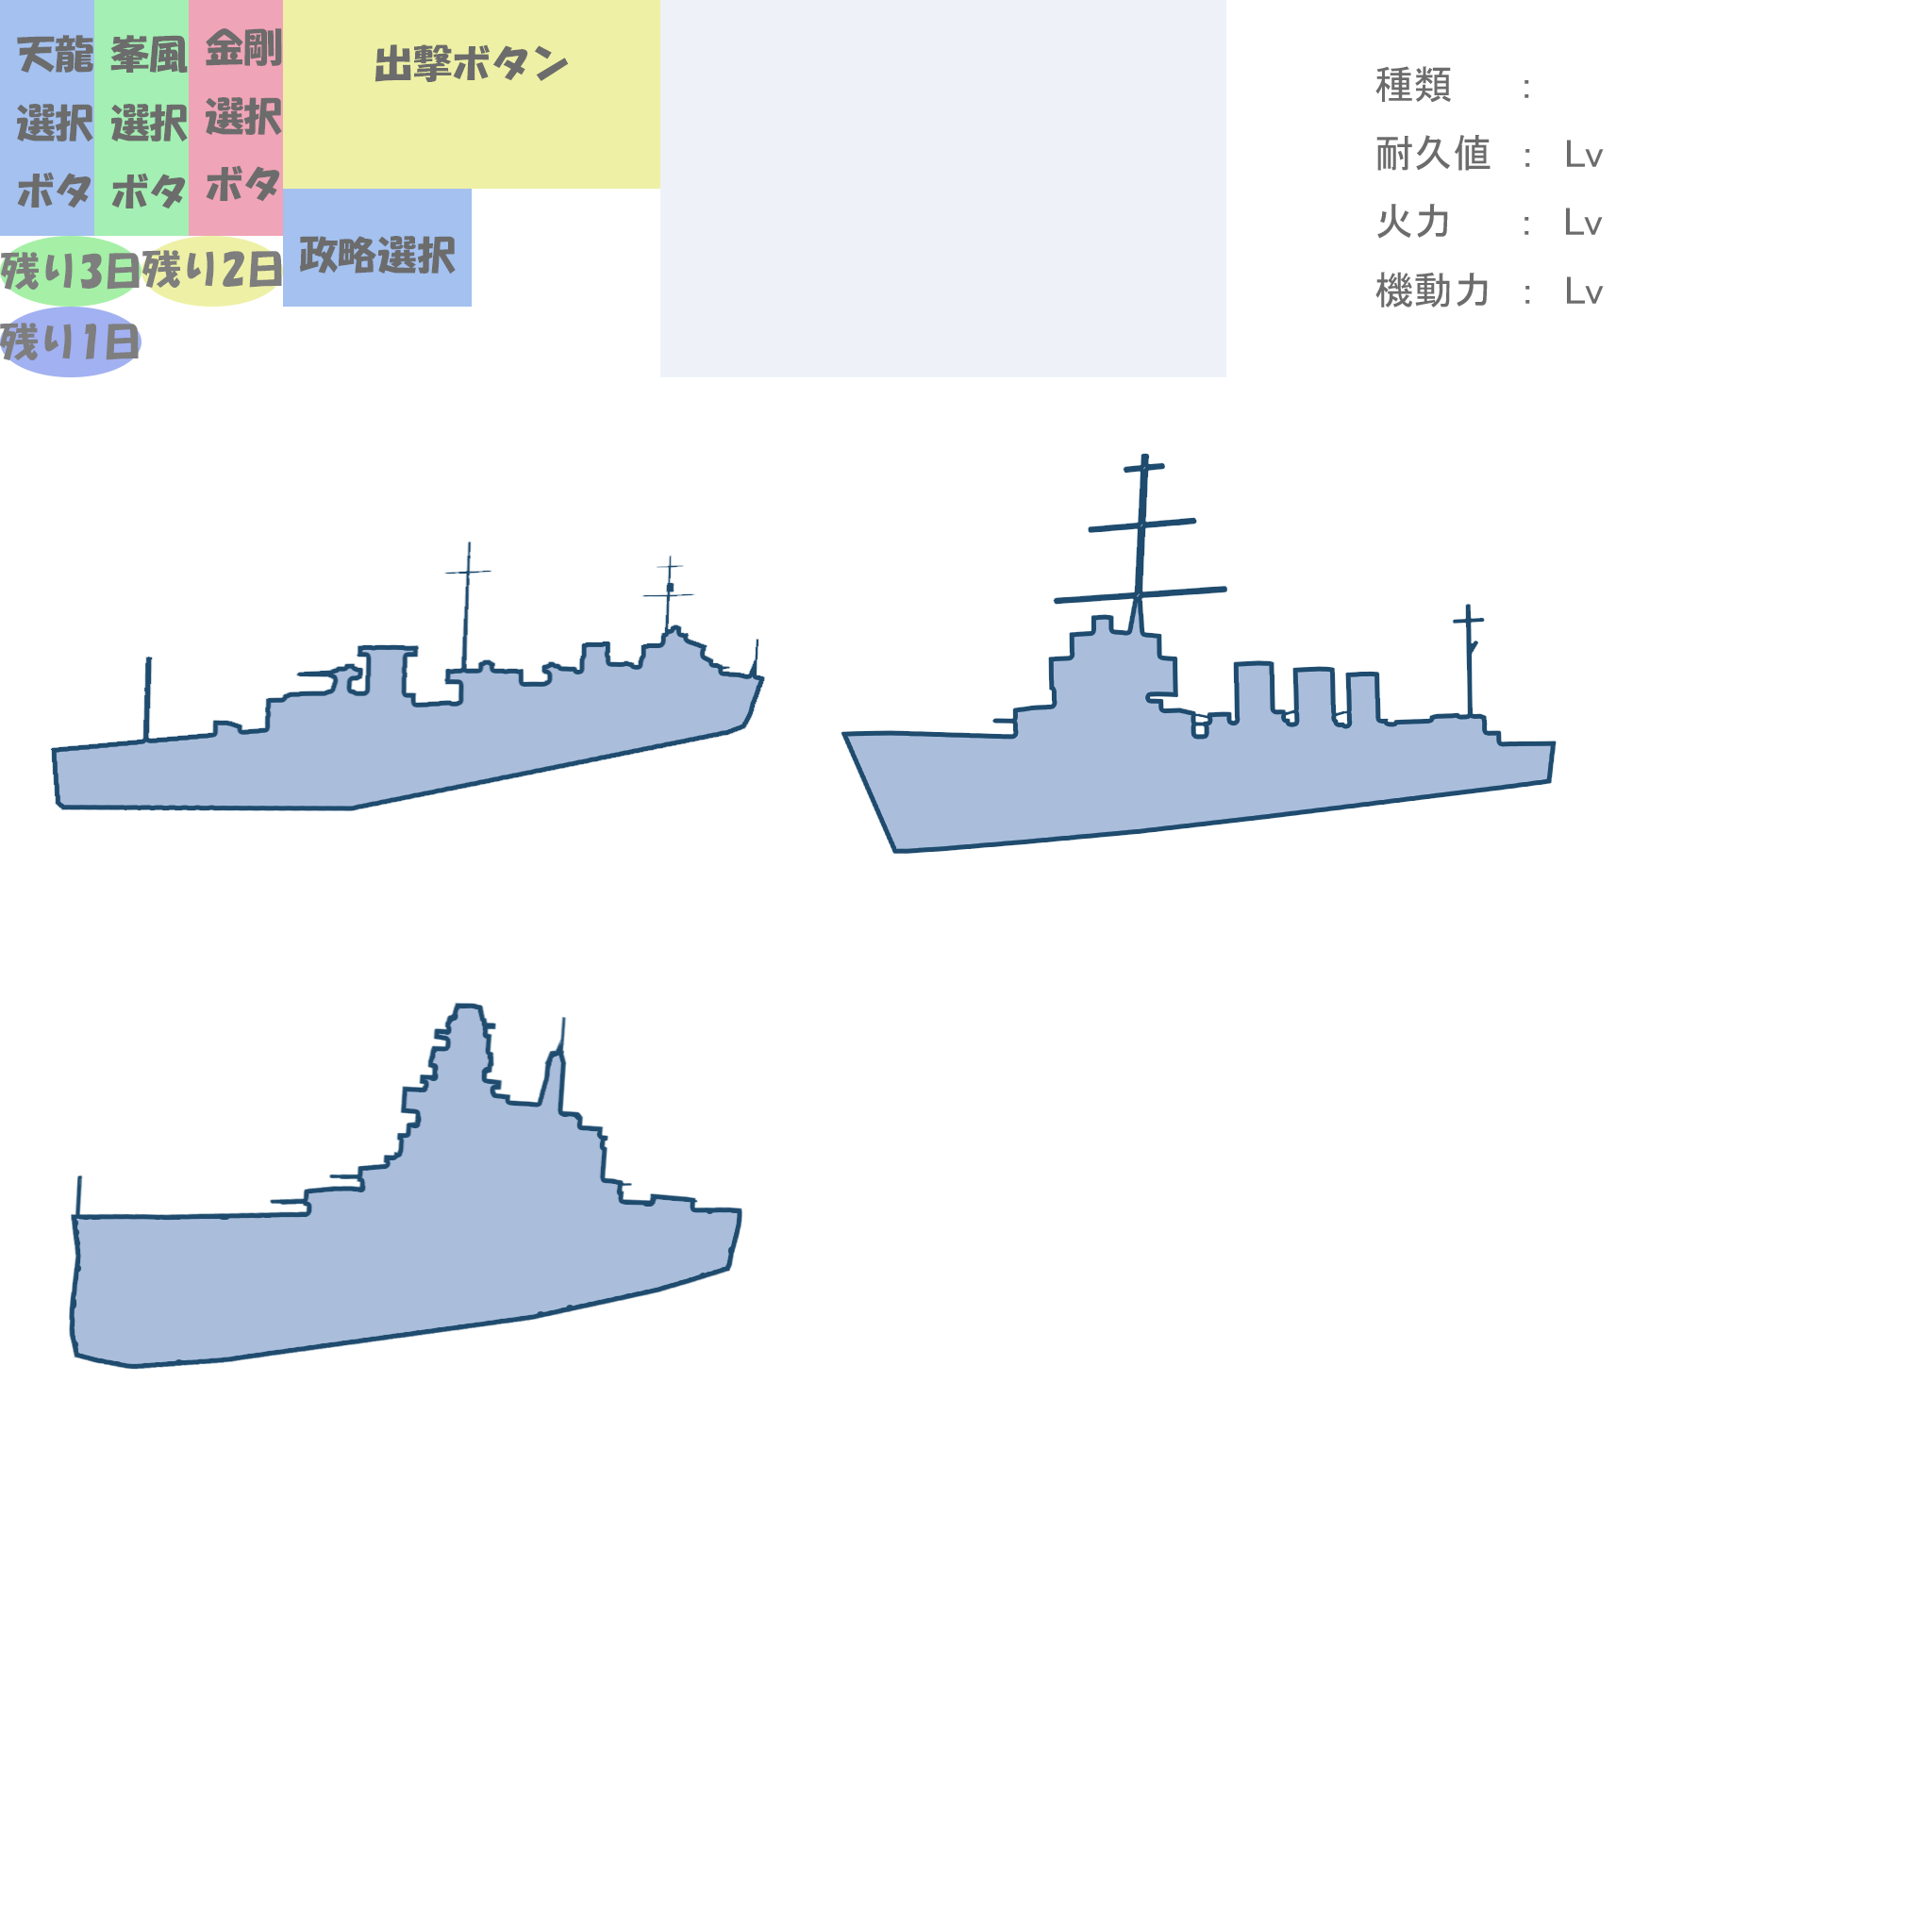 天龍
選択
ボタ
峯風
選択
ボタ
金剛
選択
ボタ
出撃ボタン
政略選択
残り3日
残り2日
残り1日
種類 :
耐久値 : Lv
火力 : Lv
機動力 : Lv